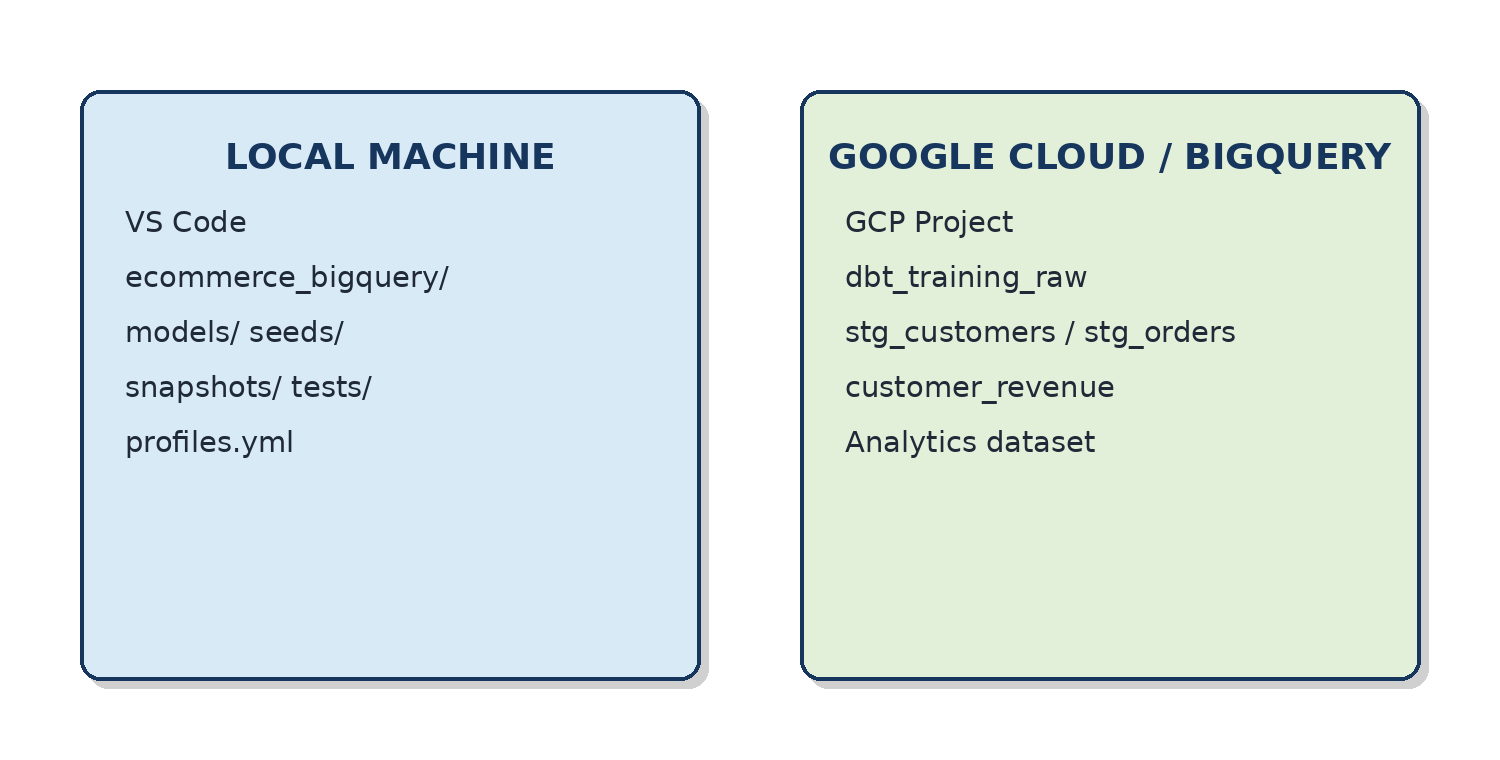 LOCAL MACHINE
VS Code
ecommerce_bigquery/
models/ seeds/
snapshots/ tests/
profiles.yml
GOOGLE CLOUD / BIGQUERY
GCP Project
dbt_training_raw
stg_customers / stg_orders
customer_revenue
Analytics dataset